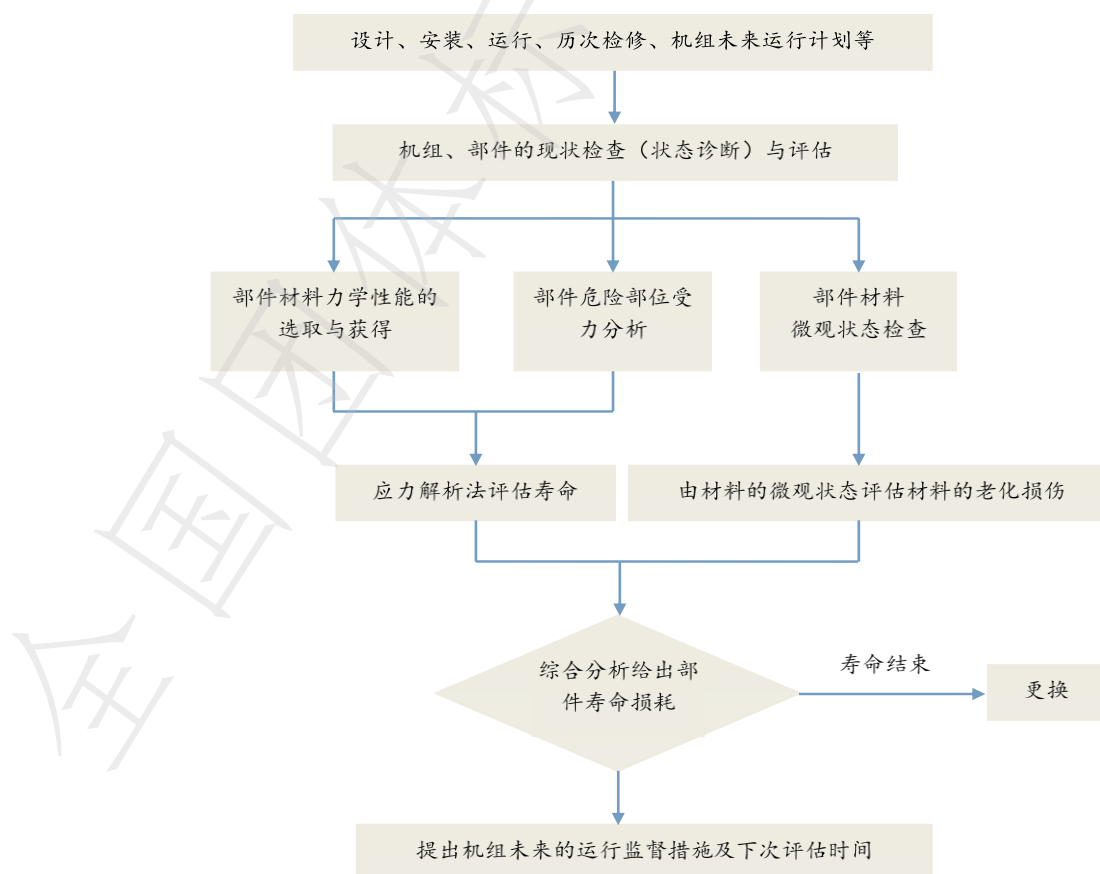 设计、安装、运行、历次检修、机组未来运行计划等
机组、部件的现状检查（状态诊断）与评估
部件材料力学性能的
选取与获得
部件危险部位受
力分析
部件材料
微观状态检查
应力解析法评估寿命
由材料的微观状态评估材料的老化损伤
综合分析给出部
件寿命损耗
寿命结束
更换
提出机组未来的运行监督措施及下次评估时间
全国团体标